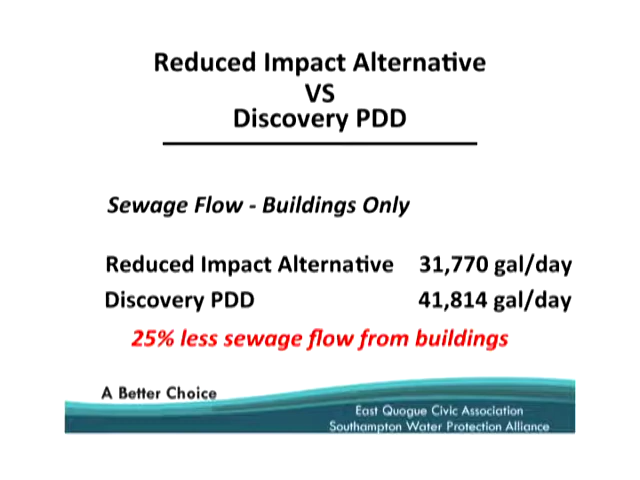 Reduced Impact Alternative
VS
Discovery PDD
Sewage Flow - Buildings Only
Reduced Impact Alternative 31,770 gal/day
Discovery PDD 41,814 gal/day
25% less sewage flow from buildings
A Better Choice
East Quogue Civic Association
Southampton Water Protection Alliance